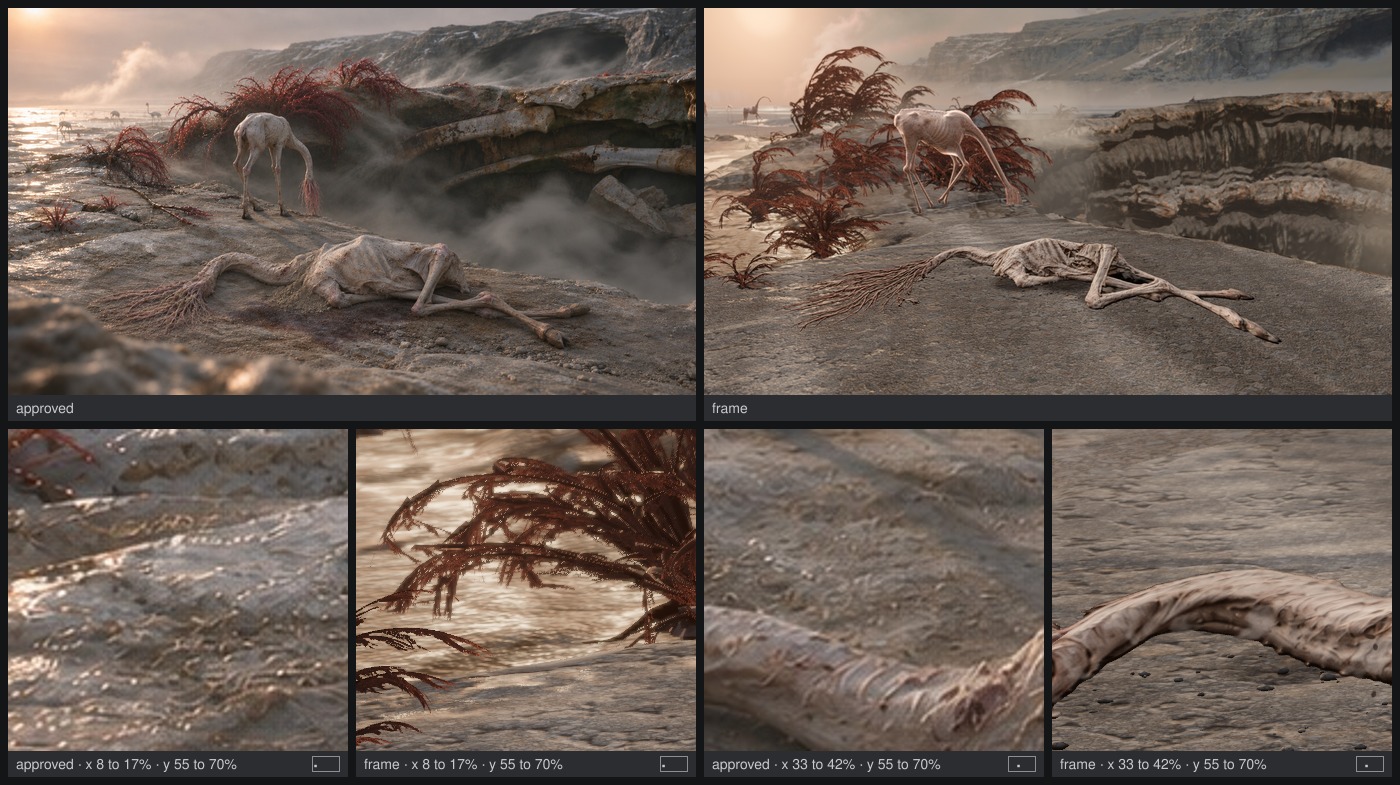 approved
frame
approved · x 8 to 17% · y 55 to 70%
frame · x 8 to 17% · y 55 to 70%
approved · x 33 to 42% · y 55 to 70%
frame · x 33 to 42% · y 55 to 70%